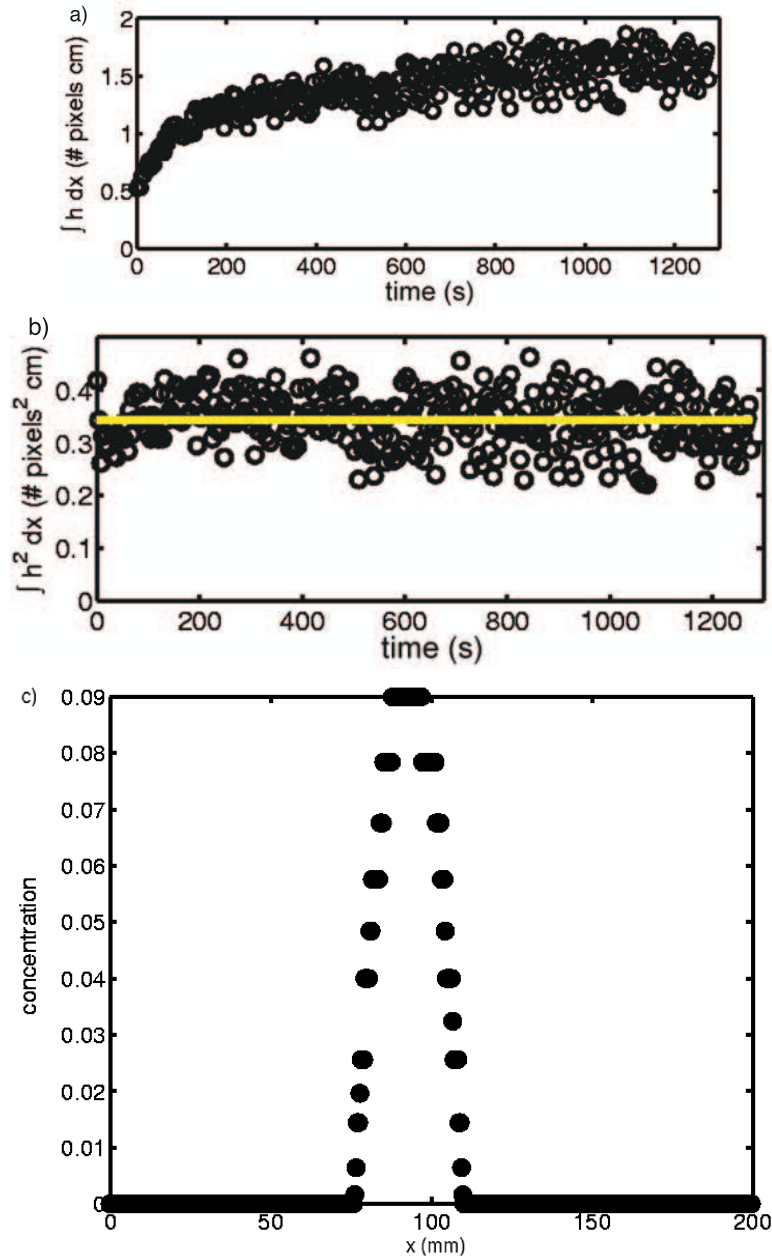 a)
2
1.5
1
0.5
0
∫ h dx (# pixels cm)
0 200 400 600 800 1000 1200
time (s)
b)
0.4
0.3
0.2
0.1
0
∫ h² dx (# pixels² cm)
0 200 400 600 800 1000 1200
time (s)
c)
0.09
0.08
0.07
0.06
0.05
0.04
0.03
0.02
0.01
0
concentration
0 50 100 150 200
x (mm)